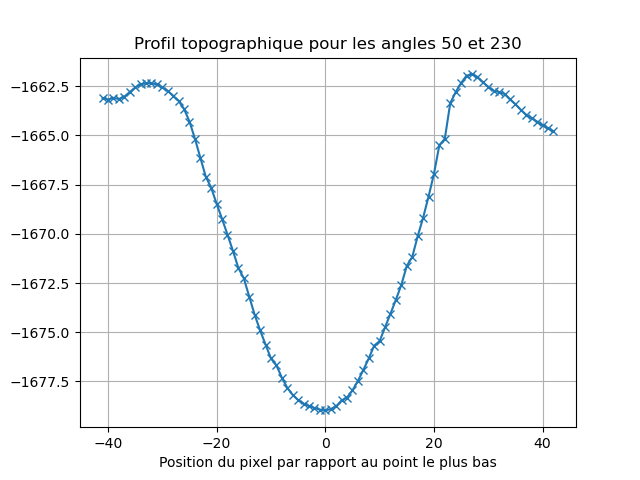 Profil topographique pour les angles 50 et 230
−1662.5
−1665.0
−1667.5
−1670.0
−1672.5
−1675.0
−1677.5
−40 −20 0 20 40
Position du pixel par rapport au point le plus bas